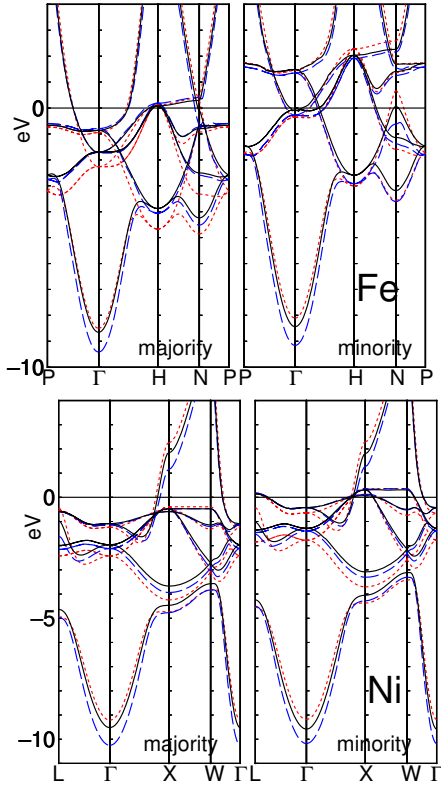 0
eV
Fe
majority
minority
−10
P Γ H N P P Γ H N P
0
eV
−5
Ni
−10
majority
minority
L Γ X W Γ L Γ X W Γ